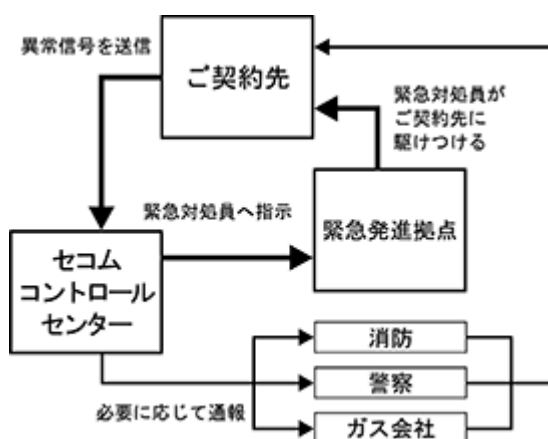 異常信号を送信
ご契約先
緊急対処員が
ご契約先に
駆けつける
緊急対処員へ指示
緊急発進拠点
セコム
コントロール
センター
消防
警察
ガス会社
必要に応じて通報